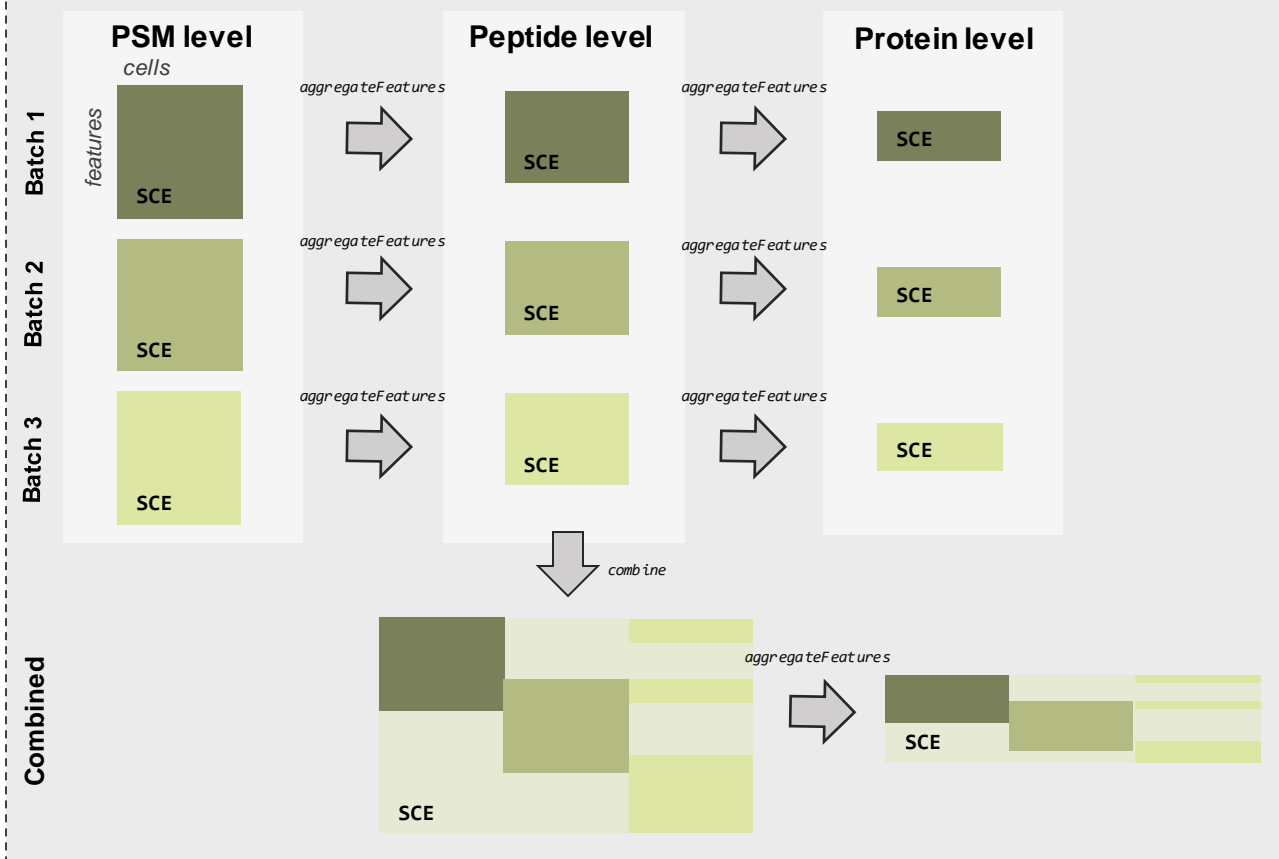 PSM level
Peptide level
Protein level
cells
features
Batch 1
aggregateFeatures
aggregateFeatures
SCE
SCE
SCE
Batch 2
aggregateFeatures
aggregateFeatures
SCE
SCE
SCE
Batch 3
aggregateFeatures
aggregateFeatures
SCE
SCE
SCE
combine
Combined
aggregateFeatures
SCE
SCE